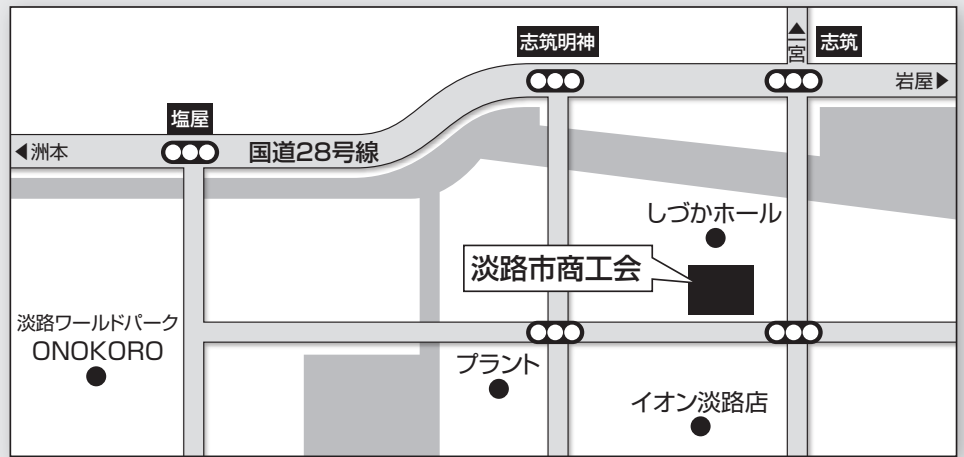 志筑明神
▲一宮
志筑
岩屋▶
塩屋
◀洲本
国道28号線
しづかホール
淡路市商工会
淡路ワールドパーク
ONOKORO
プラント
イオン淡路店